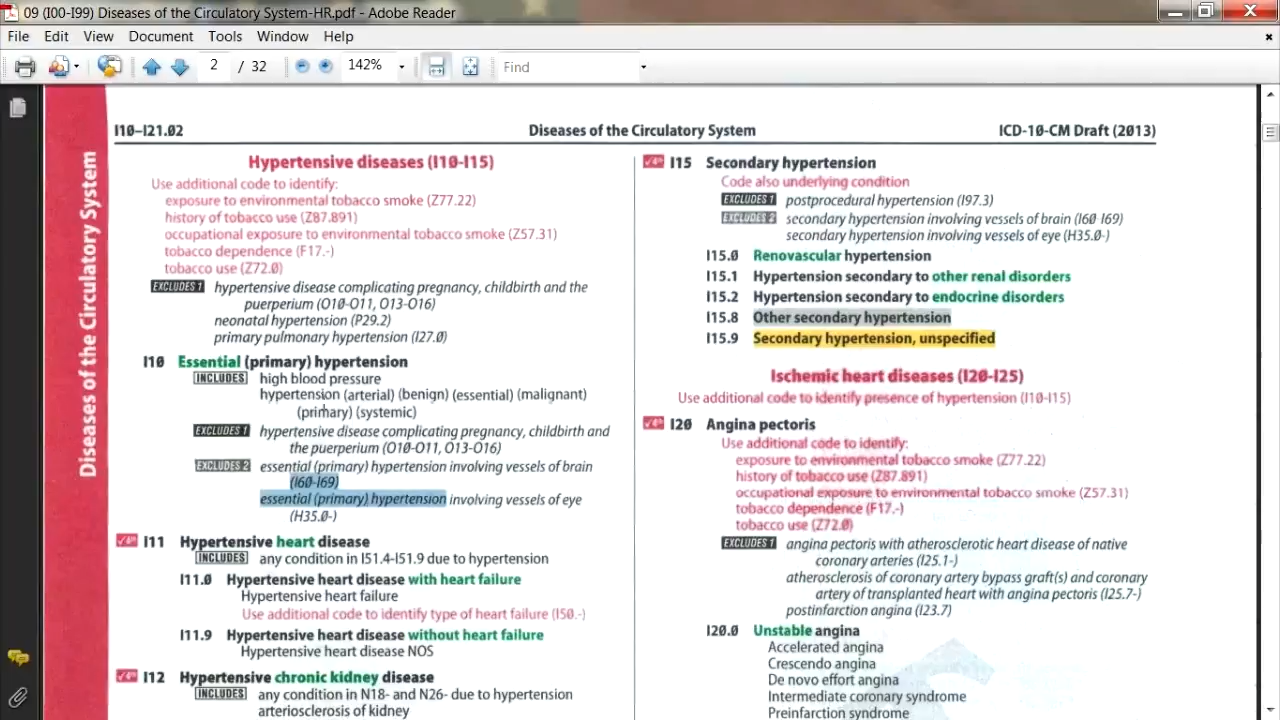 09 (I00-I99) Diseases of the Circulatory System-HR.pdf - Adobe Reader
File Edit View Document Tools Window Help
2 / 32 142% Find
I10–I21.02 Diseases of the Circulatory System ICD-10-CM Draft (2013)
Diseases of the Circulatory System
Hypertensive diseases (I10-I15)
Use additional code to identify:
exposure to environmental tobacco smoke (Z77.22)
history of tobacco use (Z87.891)
occupational exposure to environmental tobacco smoke (Z57.31)
tobacco dependence (F17.-)
tobacco use (Z72.0)
EXCLUDES 1 hypertensive disease complicating pregnancy, childbirth and the
puerperium (O10-O11, O13-O16)
neonatal hypertension (P29.2)
primary pulmonary hypertension (I27.0)
I10 Essential (primary) hypertension
INCLUDES high blood pressure
hypertension (arterial) (benign) (essential) (malignant)
(primary) (systemic)
EXCLUDES 1 hypertensive disease complicating pregnancy, childbirth and
the puerperium (O10-O11, O13-O16)
EXCLUDES 2 essential (primary) hypertension involving vessels of brain
(I60-I69)
essential (primary) hypertension involving vessels of eye
(H35.0-)
✓4th I11 Hypertensive heart disease
INCLUDES any condition in I51.4-I51.9 due to hypertension
I11.0 Hypertensive heart disease with heart failure
Hypertensive heart failure
Use additional code to identify type of heart failure (I50.-)
I11.9 Hypertensive heart disease without heart failure
Hypertensive heart disease NOS
✓4th I12 Hypertensive chronic kidney disease
INCLUDES any condition in N18- and N26- due to hypertension
arteriosclerosis of kidney
✓4th I15 Secondary hypertension
Code also underlying condition
EXCLUDES 1 postprocedural hypertension (I97.3)
EXCLUDES 2 secondary hypertension involving vessels of brain (I60-I69)
secondary hypertension involving vessels of eye (H35.0-)
I15.0 Renovascular hypertension
I15.1 Hypertension secondary to other renal disorders
I15.2 Hypertension secondary to endocrine disorders
I15.8 Other secondary hypertension
I15.9 Secondary hypertension, unspecified
Ischemic heart diseases (I20-I25)
Use additional code to identify presence of hypertension (I10-I15)
✓4th I20 Angina pectoris
Use additional code to identify:
exposure to environmental tobacco smoke (Z77.22)
history of tobacco use (Z87.891)
occupational exposure to environmental tobacco smoke (Z57.31)
tobacco dependence (F17.-)
tobacco use (Z72.0)
EXCLUDES 1 angina pectoris with atherosclerotic heart disease of native
coronary arteries (I25.1-)
atherosclerosis of coronary artery bypass graft(s) and coronary
artery of transplanted heart with angina pectoris (I25.7-)
postinfarction angina (I23.7)
I20.0 Unstable angina
Accelerated angina
Crescendo angina
De novo effort angina
Intermediate coronary syndrome
Preinfarction syndrome